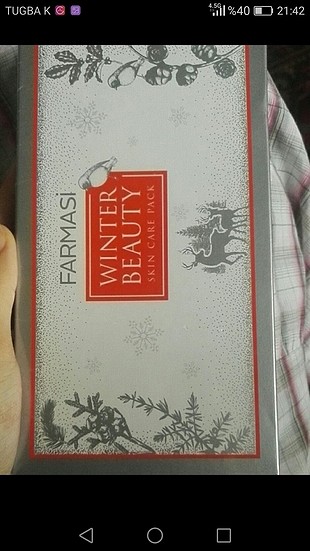 TUGBA K
4.5G
%40
21:42
FARMASİ
WINTER
BEAUTY
SKIN CARE PACK